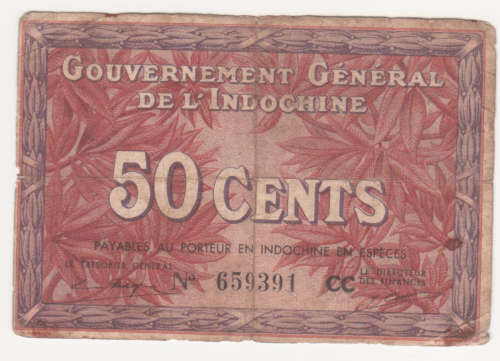 GOUVERNEMENT GÉNÉRAL
DE L'INDOCHINE
50 CENTS
PAYABLES AU PORTEUR EN INDOCHINE EN ESPÈCES
LE TRÉSORIER GÉNÉRAL
Nº 659391 CC
LE DIRECTEUR
DES FINANCES